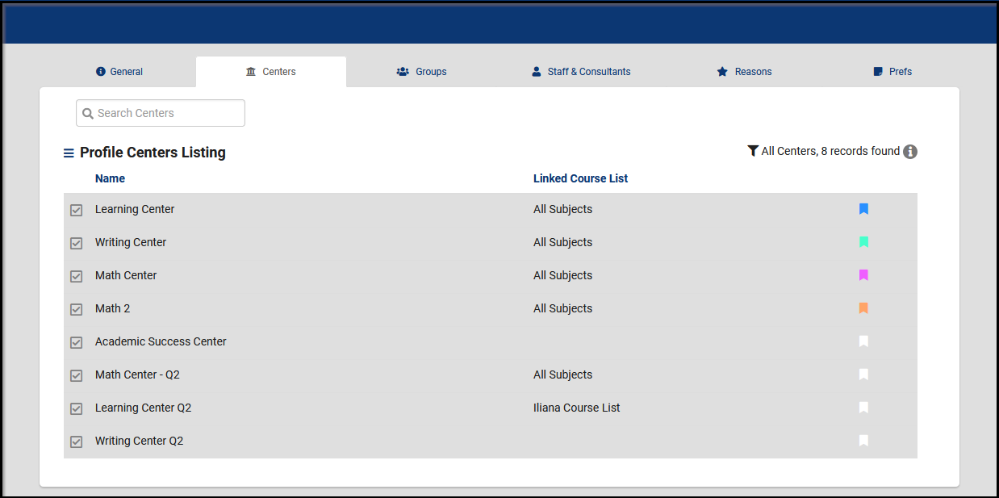 General Centers Groups Staff & Consultants Reasons Prefs
Search Centers
Profile Centers Listing All Centers, 8 records found
Name Linked Course List
Learning Center All Subjects
Writing Center All Subjects
Math Center All Subjects
Math 2 All Subjects
Academic Success Center
Math Center - Q2 All Subjects
Learning Center Q2 Iliana Course List
Writing Center Q2